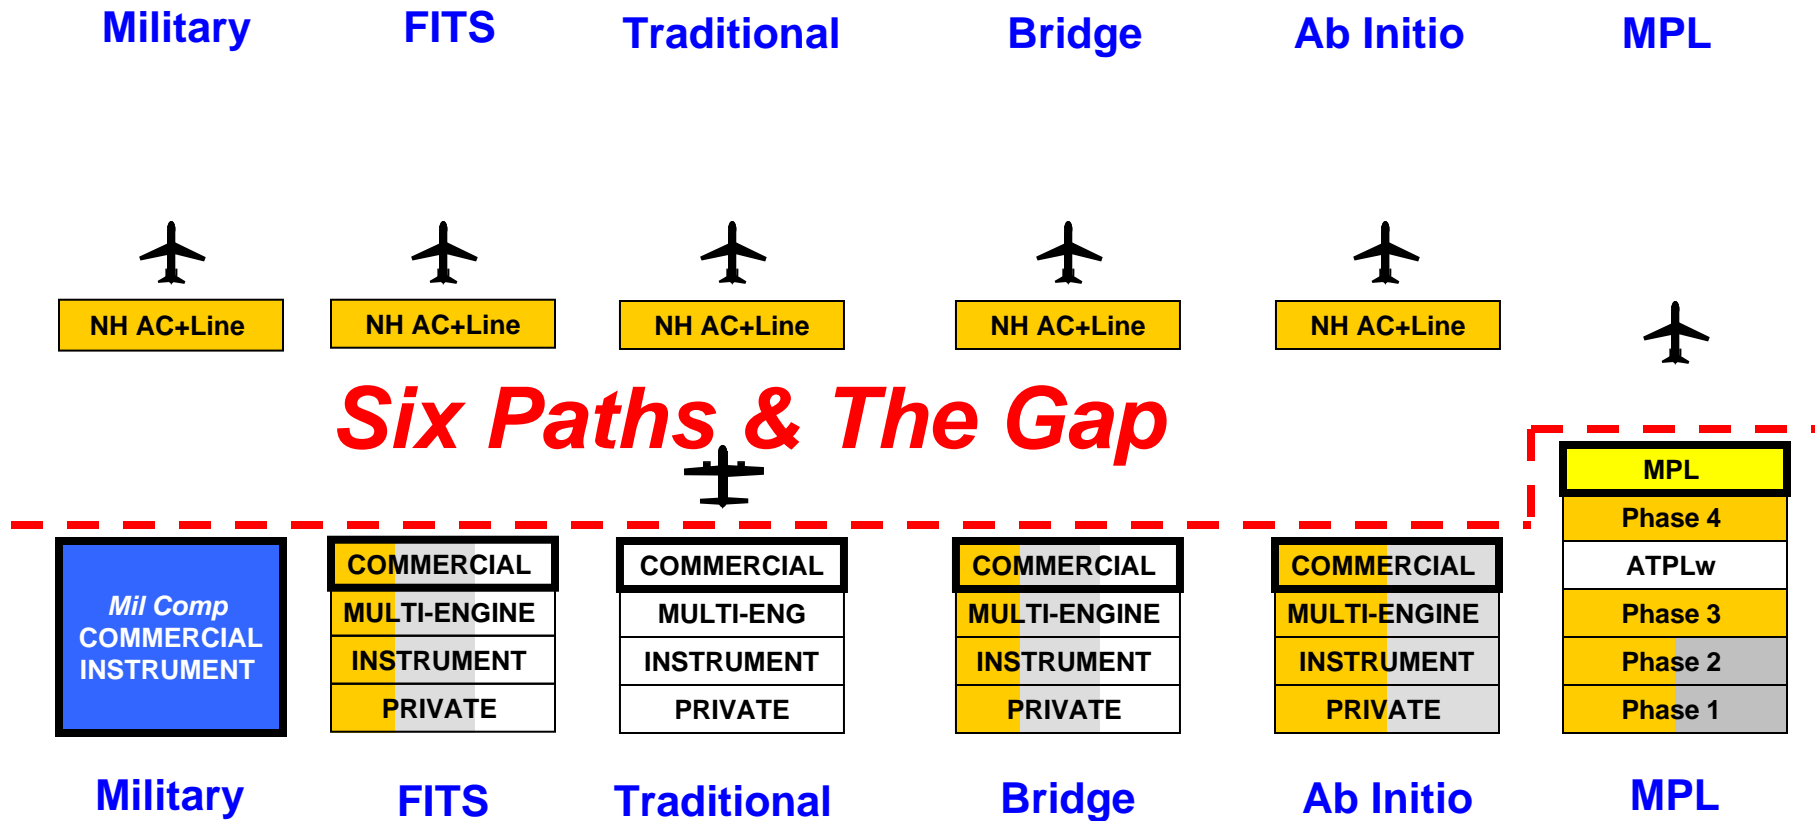 Military
FITS
Traditional
Bridge
Ab Initio
MPL
NH AC+Line
NH AC+Line
NH AC+Line
NH AC+Line
NH AC+Line
Six Paths & The Gap
Mil Comp
COMMERCIAL
INSTRUMENT
COMMERCIAL
MULTI-ENGINE
INSTRUMENT
PRIVATE
COMMERCIAL
MULTI-ENG
INSTRUMENT
PRIVATE
COMMERCIAL
MULTI-ENGINE
INSTRUMENT
PRIVATE
COMMERCIAL
MULTI-ENGINE
INSTRUMENT
PRIVATE
MPL
Phase 4
ATPLw
Phase 3
Phase 2
Phase 1
Military
FITS
Traditional
Bridge
Ab Initio
MPL